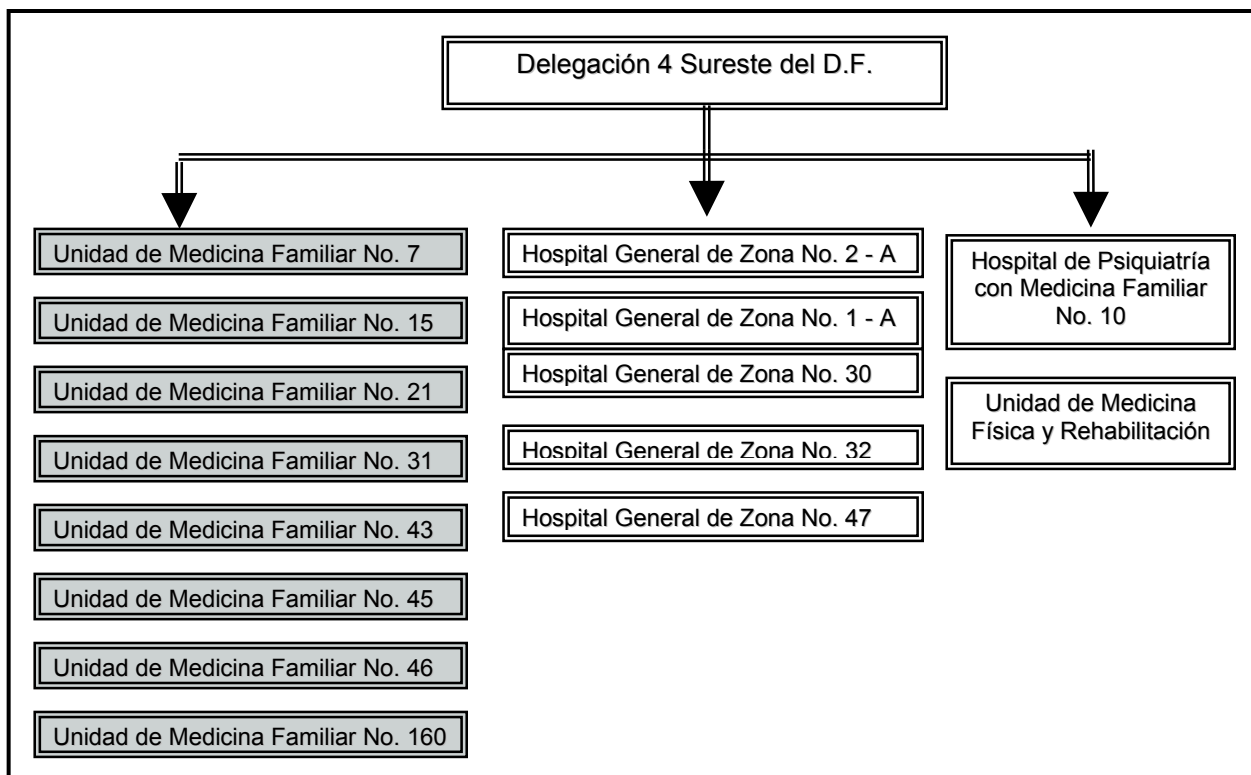 Delegación 4 Sureste del D.F.
Unidad de Medicina Familiar No. 7
Unidad de Medicina Familiar No. 15
Unidad de Medicina Familiar No. 21
Unidad de Medicina Familiar No. 31
Unidad de Medicina Familiar No. 43
Unidad de Medicina Familiar No. 45
Unidad de Medicina Familiar No. 46
Unidad de Medicina Familiar No. 160
Hospital General de Zona No. 2 - A
Hospital General de Zona No. 1 - A
Hospital General de Zona No. 30
Hospital General de Zona No. 32
Hospital General de Zona No. 47
Hospital de Psiquiatría
con Medicina Familiar
No. 10
Unidad de Medicina
Física y Rehabilitación